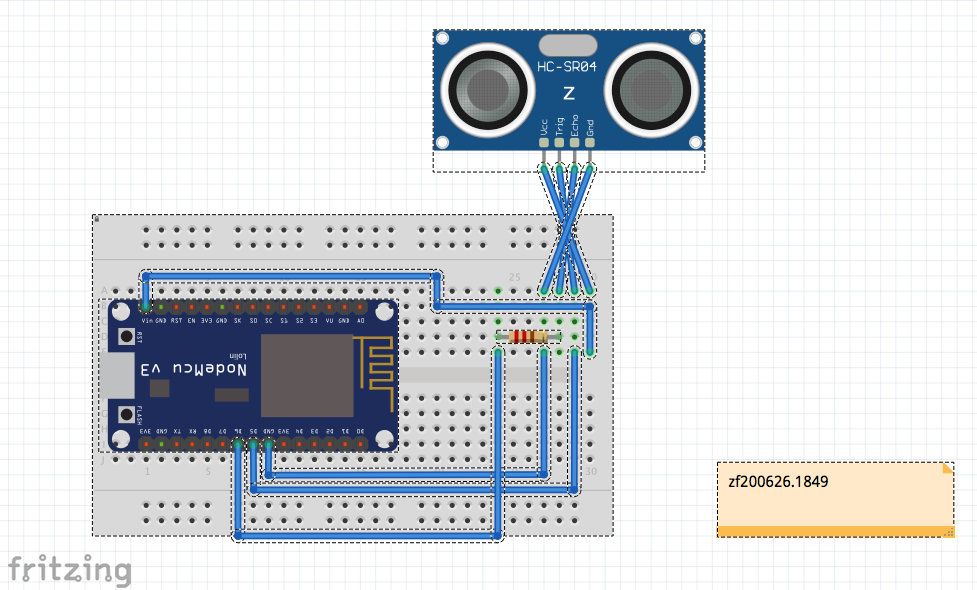 HC-SR04
Z
Vcc
Trig
Echo
Gnd
25
A
Vin GND RST EN 3V3 GND SK SO SC S1 S2 S3 VU GND AO
RST
Lolin
NodeMcu v3
FLASH
3V3 GND TX RX D8 D7 D6 D5 GND 3V3 D4 D3 D2 D1 D0
J
1
5
30
zf200626.1849
fritzing